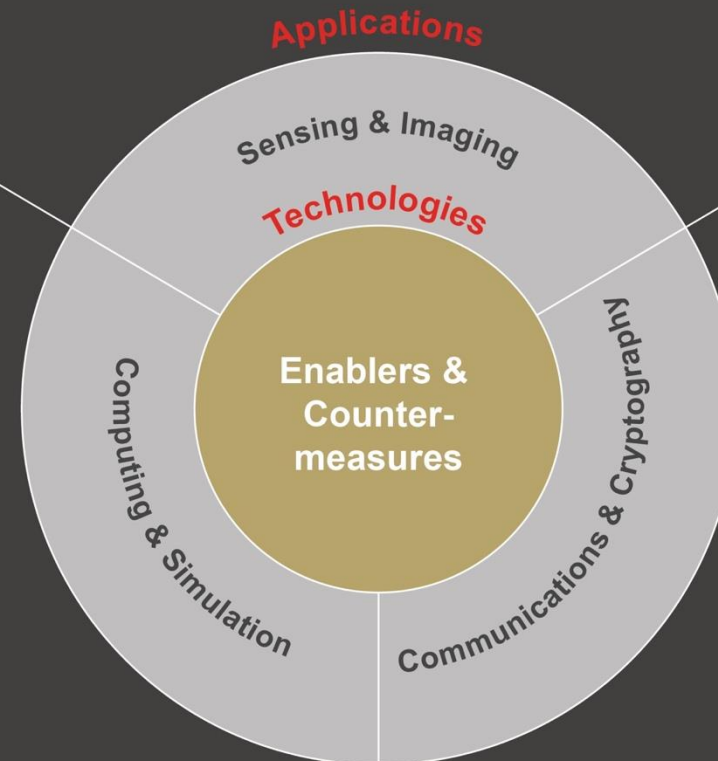 Applications
Sensing & Imaging
Technologies
Enablers &
Counter-
measures
Computing & Simulation
Communications & Cryptography